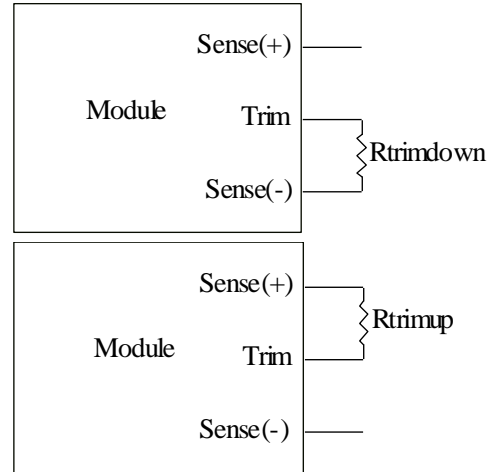 Sense(+)
Module
Trim
Rtrimdown
Sense(-)
Sense(+)
Rtrimup
Module
Trim
Sense(-)